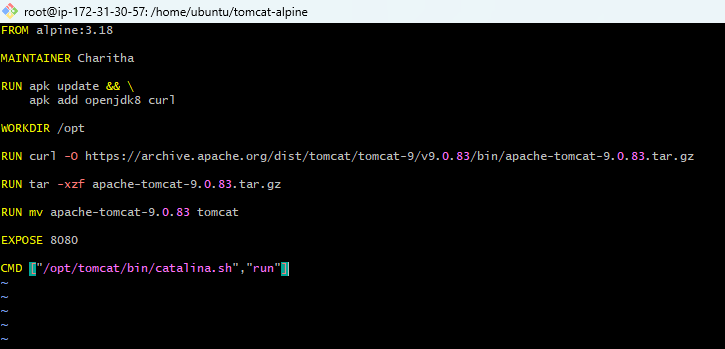 root@ip-172-31-30-57: /home/ubuntu/tomcat-alpine
FROM alpine:3.18
MAINTAINER Charitha
RUN apk update && \
    apk add openjdk8 curl
WORKDIR /opt
RUN curl -O https://archive.apache.org/dist/tomcat/tomcat-9/v9.0.83/bin/apache-tomcat-9.0.83.tar.gz
RUN tar -xzf apache-tomcat-9.0.83.tar.gz
RUN mv apache-tomcat-9.0.83 tomcat
EXPOSE 8080
CMD ["/opt/tomcat/bin/catalina.sh","run"]
~
~
~
~
~